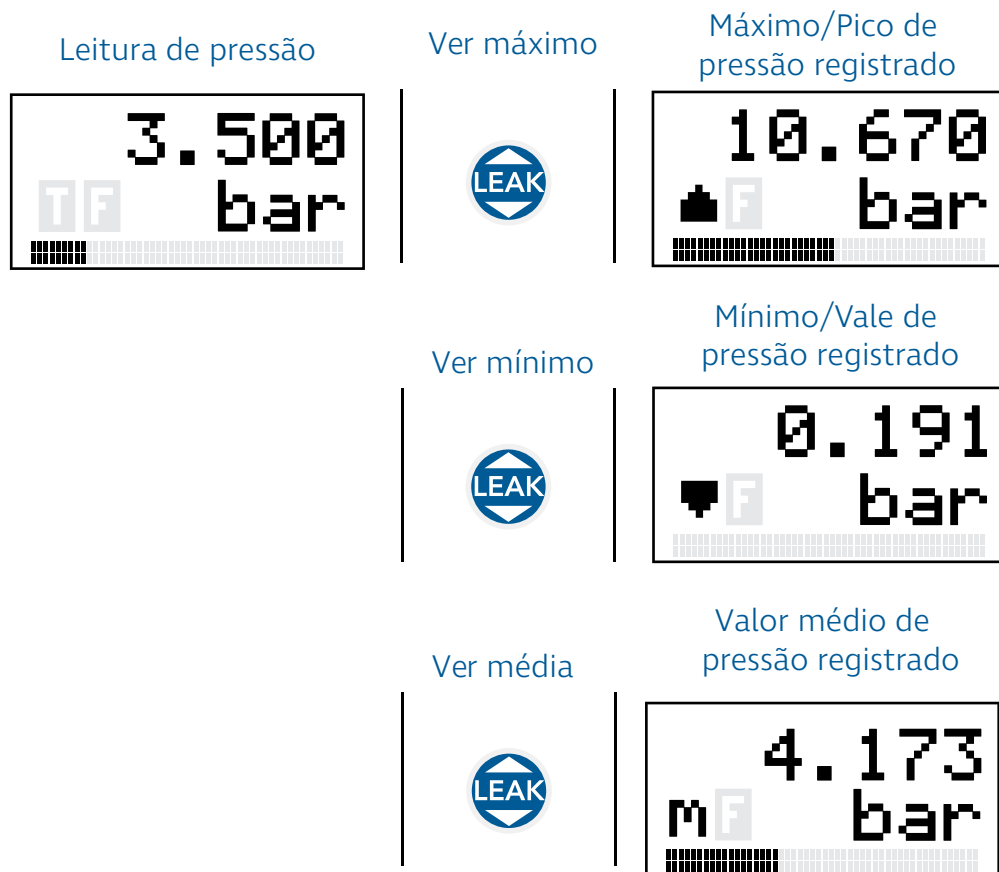 Leitura de pressão
Ver máximo
Máximo/Pico de
pressão registrado
3.500
T F bar
LEAK
10.670
F bar
Ver mínimo
Mínimo/Vale de
pressão registrado
LEAK
0.191
F bar
Ver média
Valor médio de
pressão registrado
LEAK
4.173
m F bar